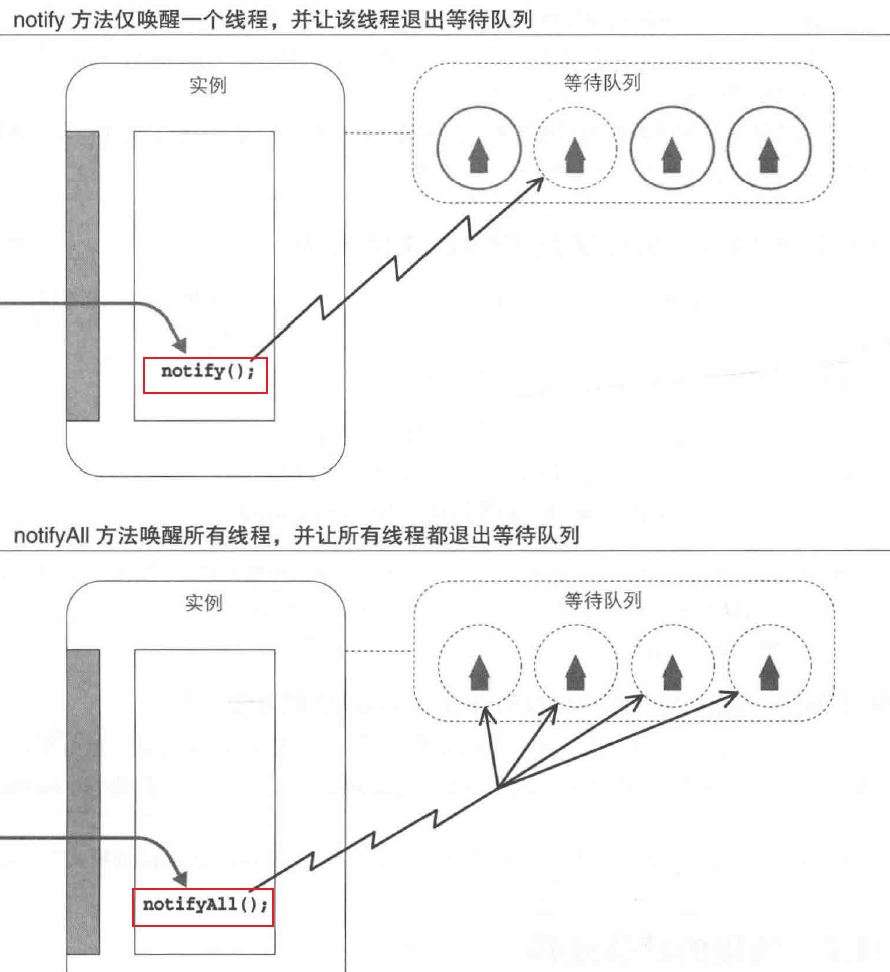 notify 方法仅唤醒一个线程，并让该线程退出等待队列
实例
等待队列
notify();
notifyAll 方法唤醒所有线程，并让所有线程都退出等待队列
实例
等待队列
notifyAll();